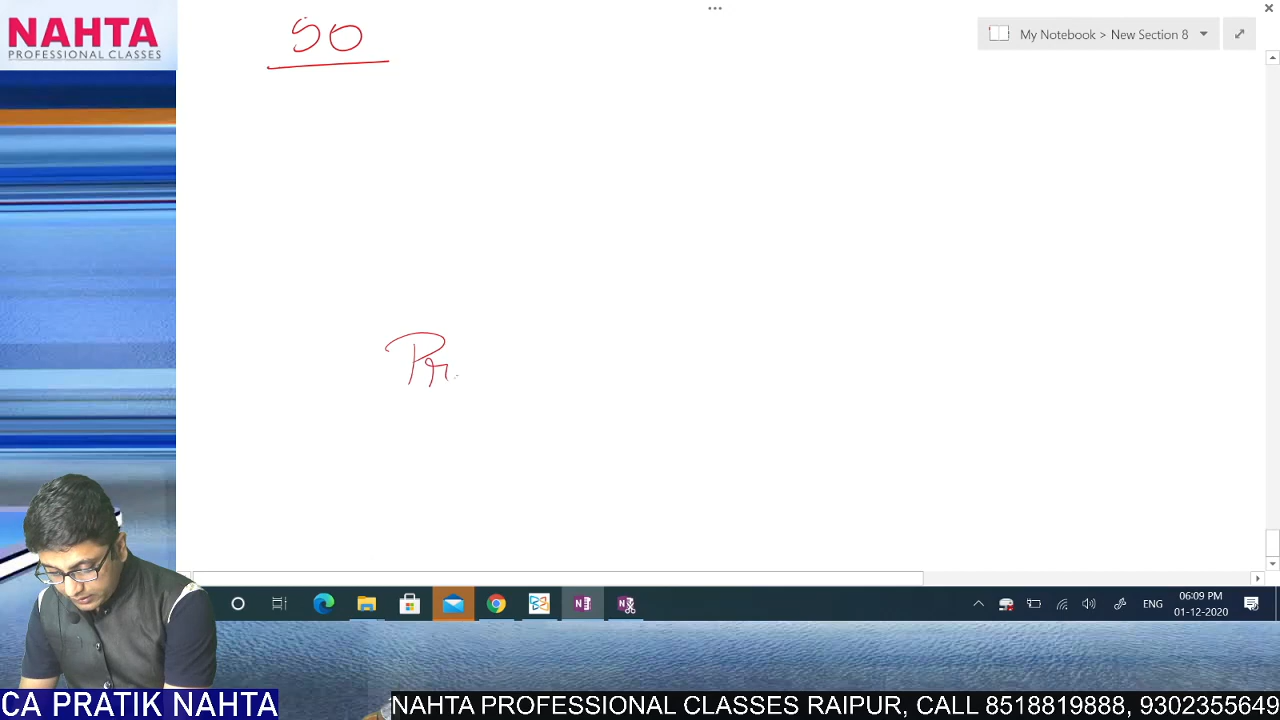 NAHTA
PROFESSIONAL CLASSES
50
My Notebook > New Section 8
Pr
ENG
06:09 PM
01-12-2020
CA PRATIK NAHTA
NAHTA PROFESSIONAL CLASSES RAIPUR, CALL 8518819888, 9302355649